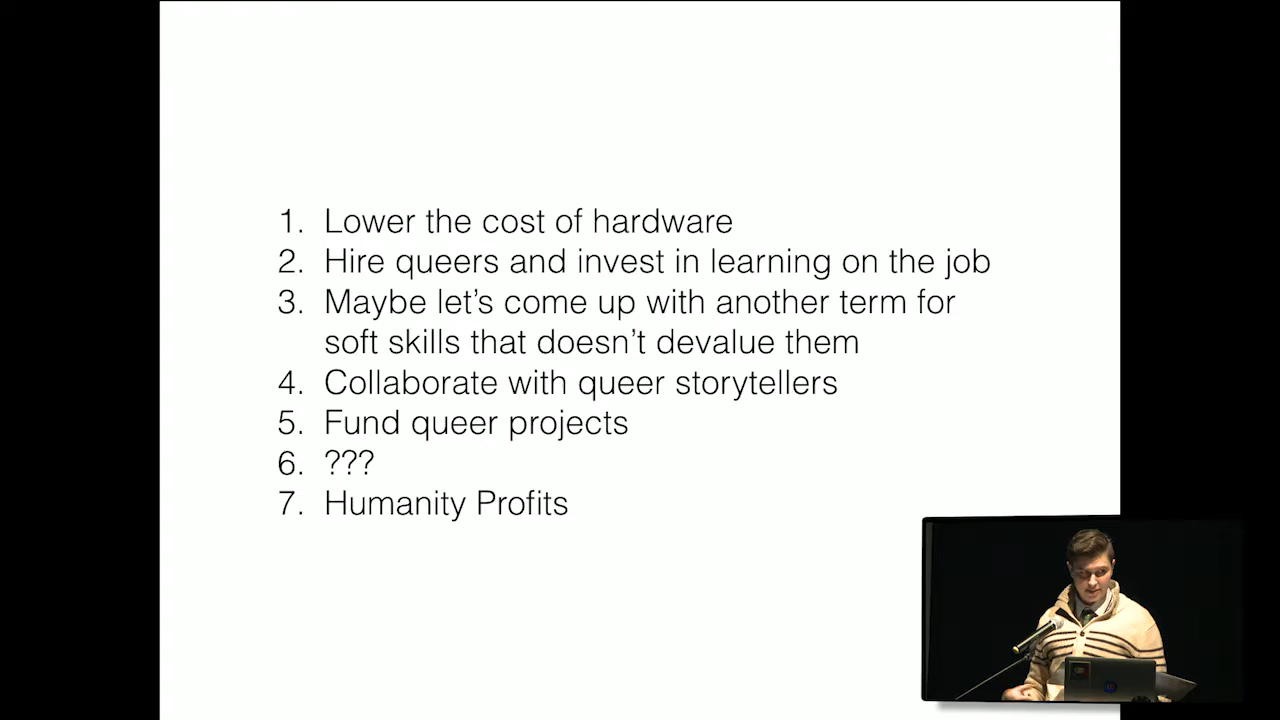 1. Lower the cost of hardware
2. Hire queers and invest in learning on the job
3. Maybe let’s come up with another term for
soft skills that doesn’t devalue them
4. Collaborate with queer storytellers
5. Fund queer projects
6. ???
7. Humanity Profits